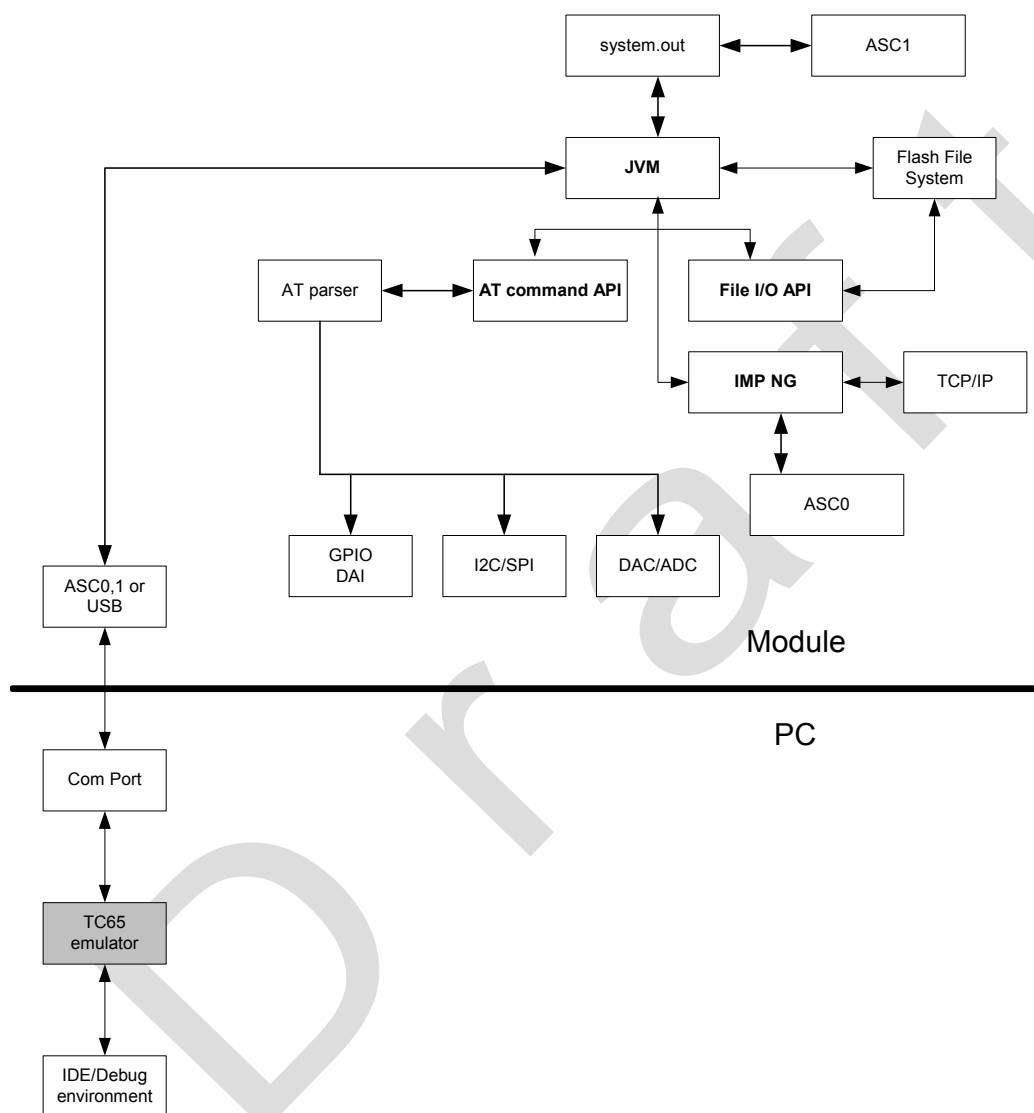 system.out
ASC1
JVM
Flash File
System
AT parser
AT command API
File I/O API
IMP NG
TCP/IP
ASC0
GPIO
DAI
I2C/SPI
DAC/ADC
ASC0,1 or
USB
Module
PC
Com Port
TC65
emulator
IDE/Debug
environment
Draft